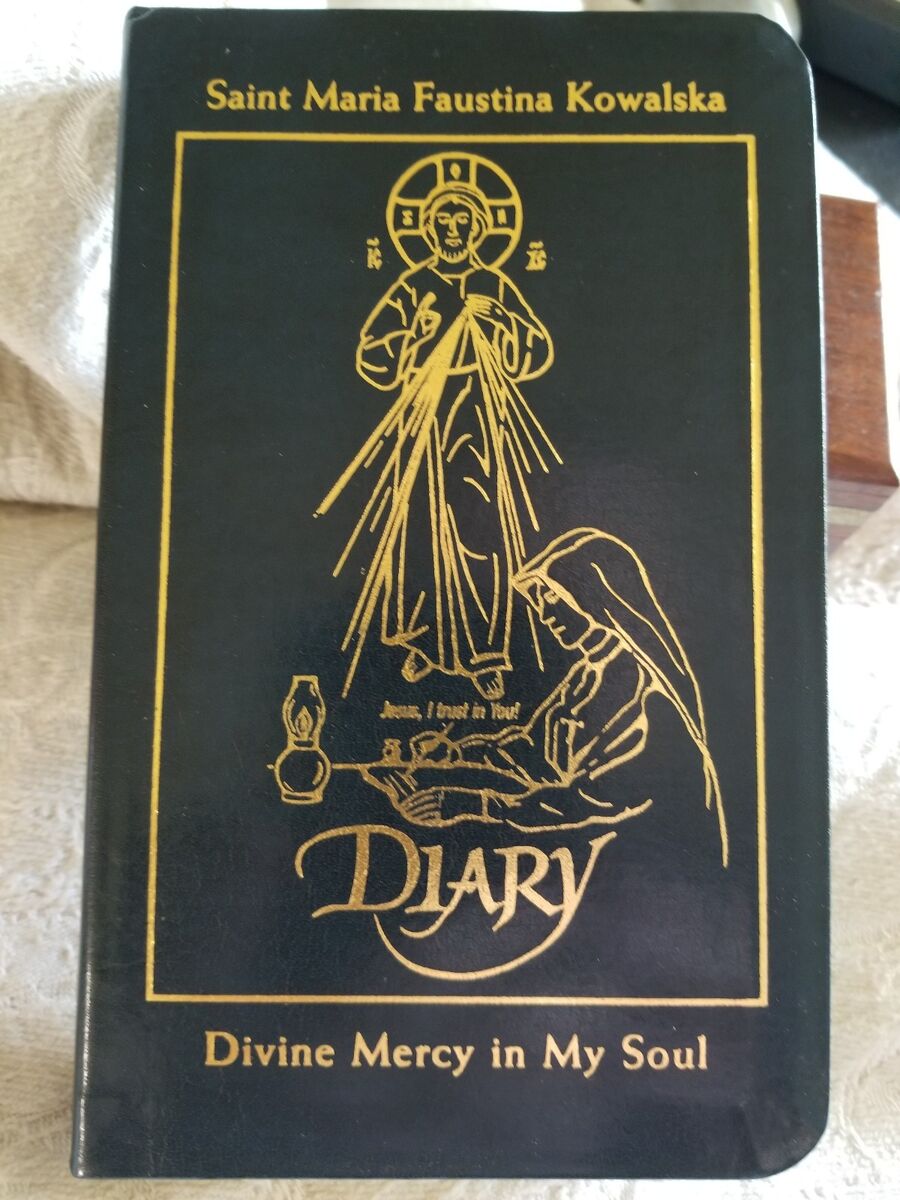 Saint Maria Faustina Kowalska
Jesus, I trust in You!
DIARY
Divine Mercy in My Soul